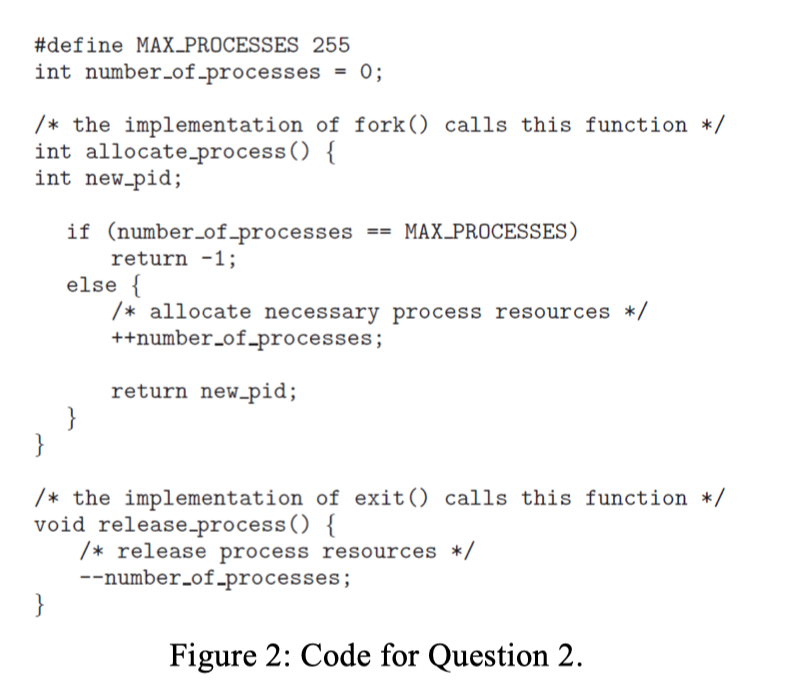 #define MAX_PROCESSES 255
int number_of_processes = 0;
/* the implementation of fork() calls this function */
int allocate_process() {
int new_pid;
if (number_of_processes == MAX_PROCESSES)
return -1;
else {
/* allocate necessary process resources */
++number_of_processes;
return new_pid;
}
}
/* the implementation of exit() calls this function */
void release_process() {
/* release process resources */
--number_of_processes;
}
Figure 2: Code for Question 2.